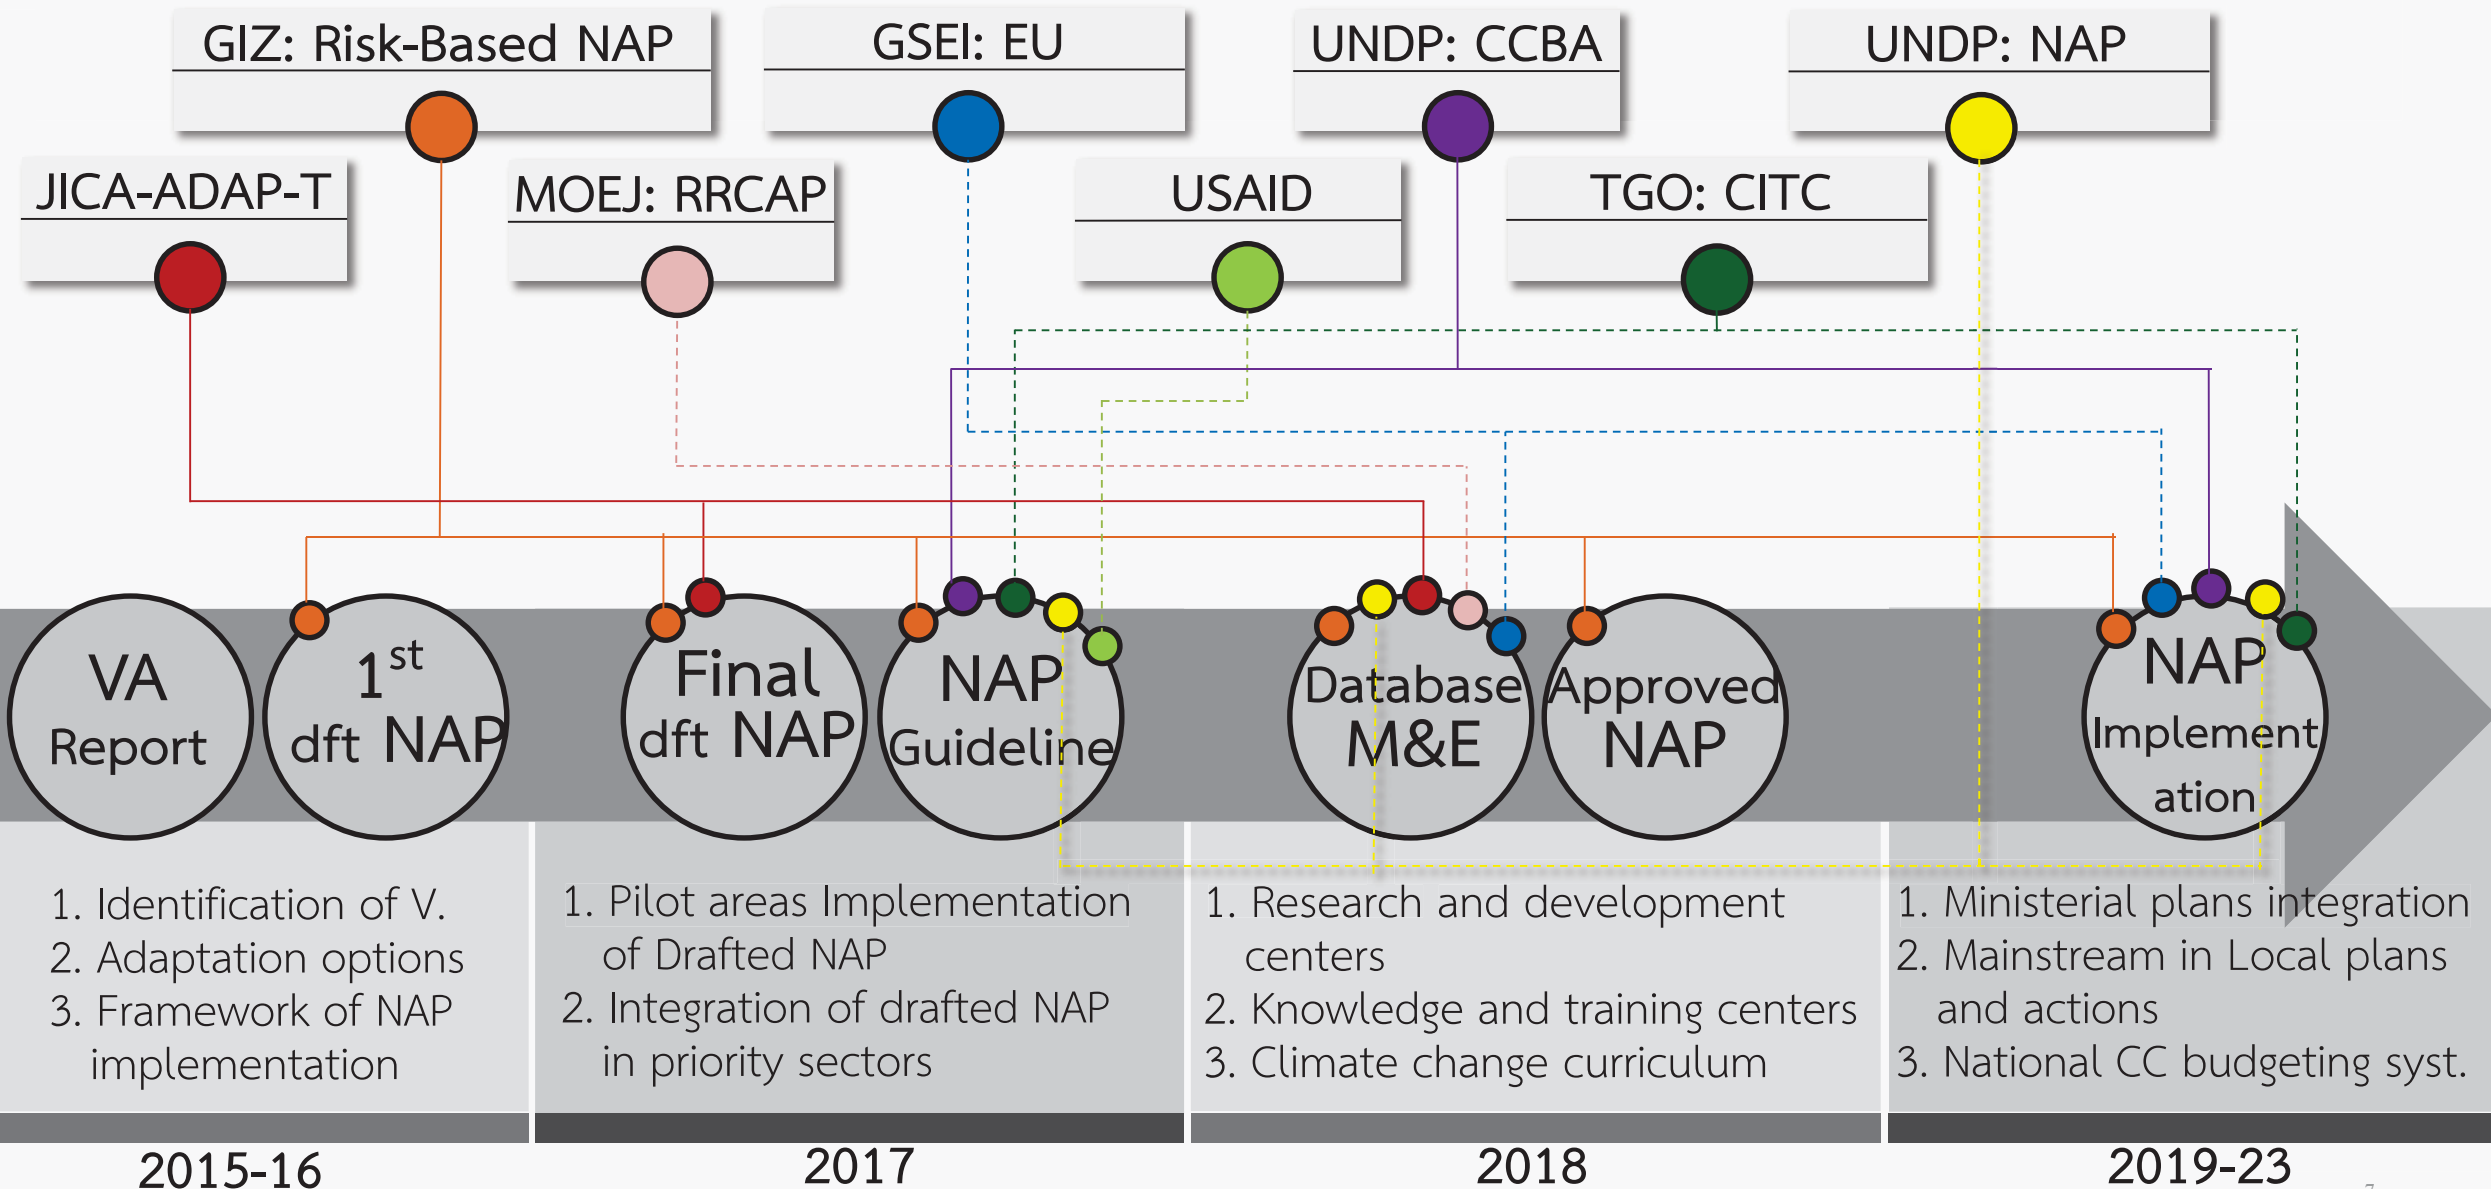 GIZ: Risk-Based NAP
GSEI: EU
UNDP: CCBA
UNDP: NAP
JICA-ADAP-T
MOEJ: RRCAP
USAID
TGO: CITC
VA
Report
1st
dft NAP
Final
dft NAP
NAP
Guideline
Database
M&E
Approved
NAP
NAP
Implement
ation
1. Identification of V.
2. Adaptation options
3. Framework of NAP
implementation
1. Pilot areas Implementation
of Drafted NAP
2. Integration of drafted NAP
in priority sectors
1. Research and development
centers
2. Knowledge and training centers
3. Climate change curriculum
1. Ministerial plans integration
2. Mainstream in Local plans
and actions
3. National CC budgeting syst.
2015-16
2017
2018
2019-23